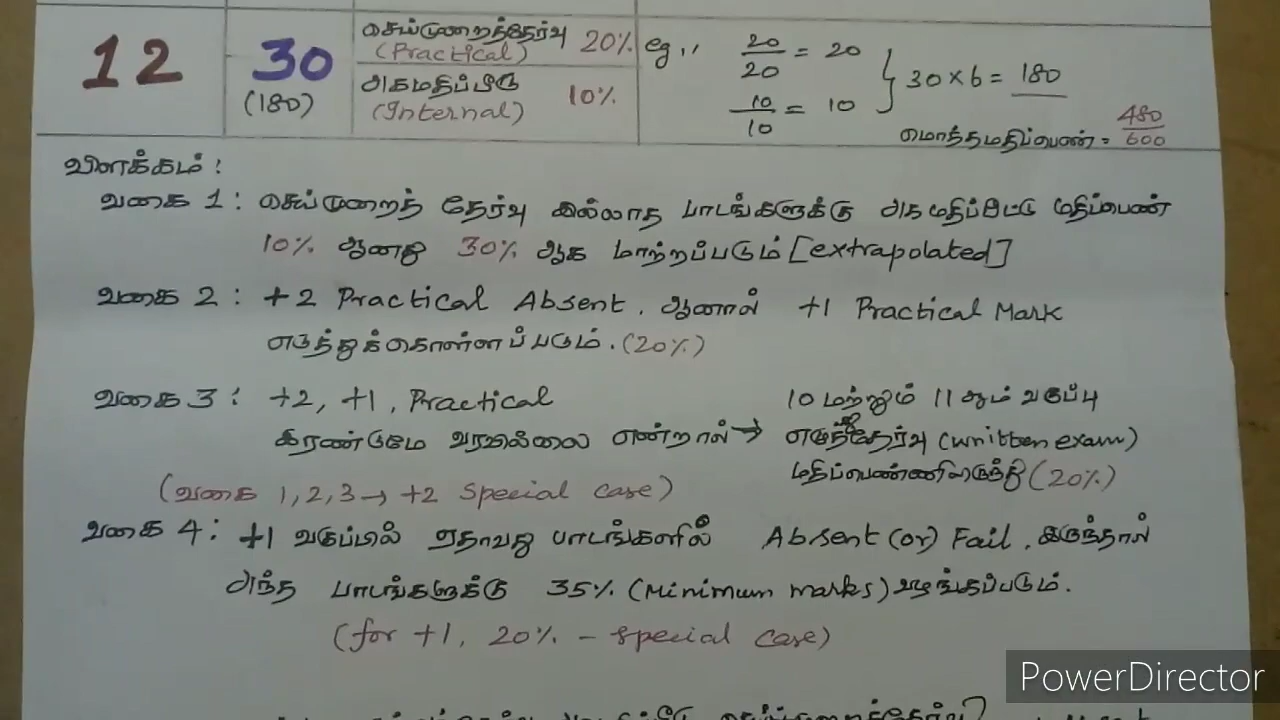 12 30 செய்முறைத்தேர்வு 20% eg., 20/20 = 20
(Practical)
30 × 6 = 180
(180) அகமதிப்பீடு 10% 10/10 = 10
(Internal)
மொத்தமதிப்பெண் = 480/600
விளக்கம் :
வகை 1 : செய்முறைத் தேர்வு இல்லாத பாடங்களுக்கு அகமதிப்பீட்டு மதிப்பெண்
10% ஆனது 30% ஆக மாற்றப்படும் [extrapolated]
வகை 2 : +2 Practical Absent, ஆனால் +1 Practical Mark
எடுத்துக்கொள்ளப்படும். (20%)
வகை 3 : +2, +1, Practical 10 மற்றும் 11 ஆம் வகுப்பு
இரண்டுமே வரவில்லை என்றால் → எழுத்துத்தேர்வு (written exam)
மதிப்பெண்ணிலிருந்து (20%)
(வகை 1, 2, 3 → +2 Special Case)
வகை 4 : +1 வகுப்பில் ஏதாவது பாடங்களில் Absent (or) Fail, இருந்தால்
அந்த பாடங்களுக்கு 35% (Minimum marks) வழங்கப்படும்.
(for +1, 20% - special case)
PowerDirector